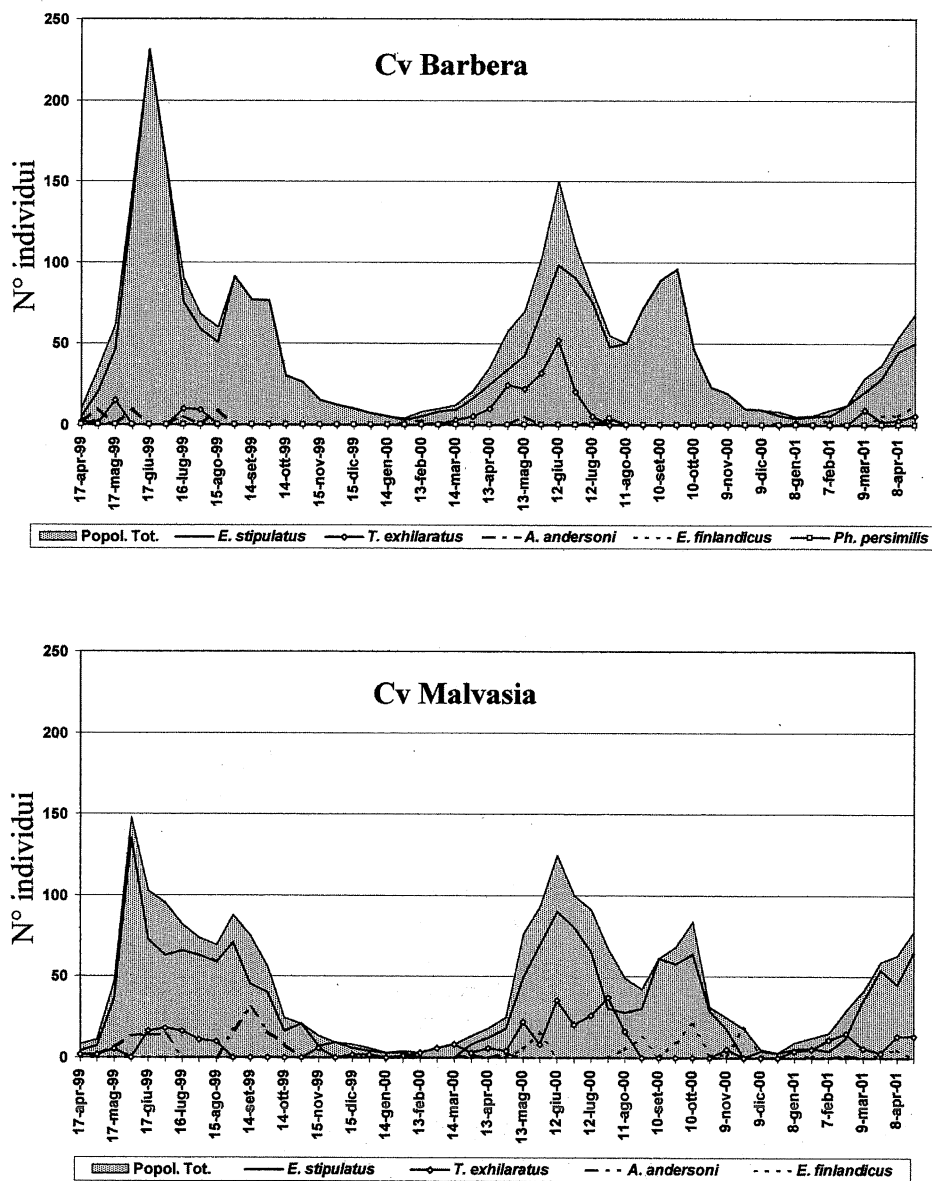 Cv Barbera
N° individui
250
200
150
100
50
0
17-apr-99
17-mag-99
17-giu-99
16-lug-99
15-ago-99
14-set-99
14-ott-99
15-nov-99
15-dic-99
14-gen-00
13-feb-00
14-mar-00
13-apr-00
13-mag-00
12-giu-00
12-lug-00
11-ago-00
10-set-00
10-ott-00
9-nov-00
9-dic-00
8-gen-01
7-feb-01
9-mar-01
8-apr-01
Popol. Tot. E. stipulatus T. exhilaratus A. andersoni E. finlandicus Ph. persimilis
Cv Malvasia
N° individui
250
200
150
100
50
0
17-apr-99
17-mag-99
17-giu-99
16-lug-99
15-ago-99
14-set-99
14-ott-99
15-nov-99
15-dic-99
14-gen-00
13-feb-00
14-mar-00
13-apr-00
13-mag-00
12-giu-00
12-lug-00
11-ago-00
10-set-00
10-ott-00
9-nov-00
9-dic-00
8-gen-01
7-feb-01
9-mar-01
8-apr-01
Popol. Tot. E. stipulatus T. exhilaratus A. andersoni E. finlandicus